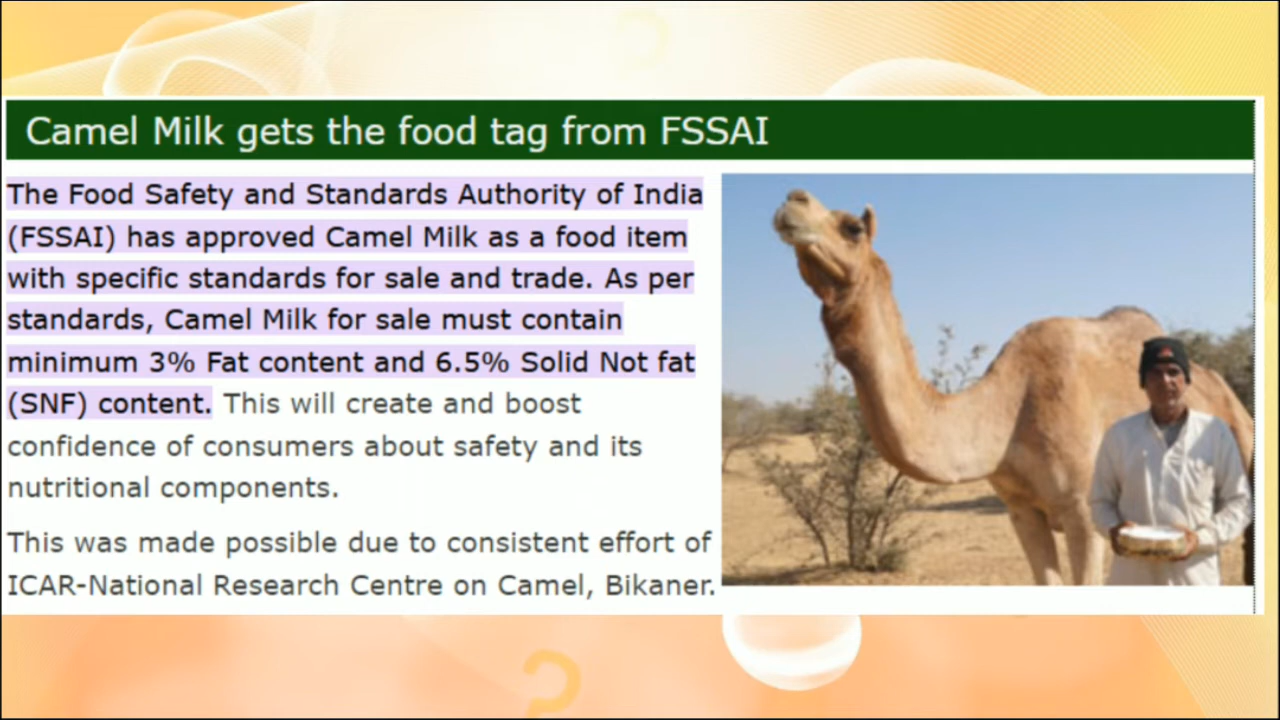 Camel Milk gets the food tag from FSSAI
The Food Safety and Standards Authority of India
(FSSAI) has approved Camel Milk as a food item
with specific standards for sale and trade. As per
standards, Camel Milk for sale must contain
minimum 3% Fat content and 6.5% Solid Not fat
(SNF) content. This will create and boost
confidence of consumers about safety and its
nutritional components.
This was made possible due to consistent effort of
ICAR-National Research Centre on Camel, Bikaner.